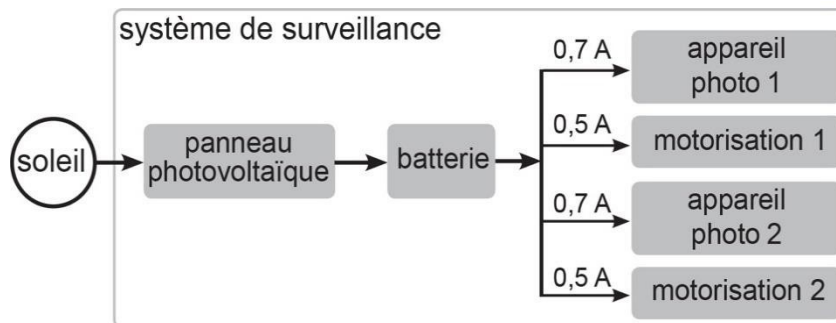 système de surveillance
soleil
panneau
photovoltaïque
batterie
0,7 A
appareil
photo 1
0,5 A
motorisation 1
0,7 A
appareil
photo 2
0,5 A
motorisation 2